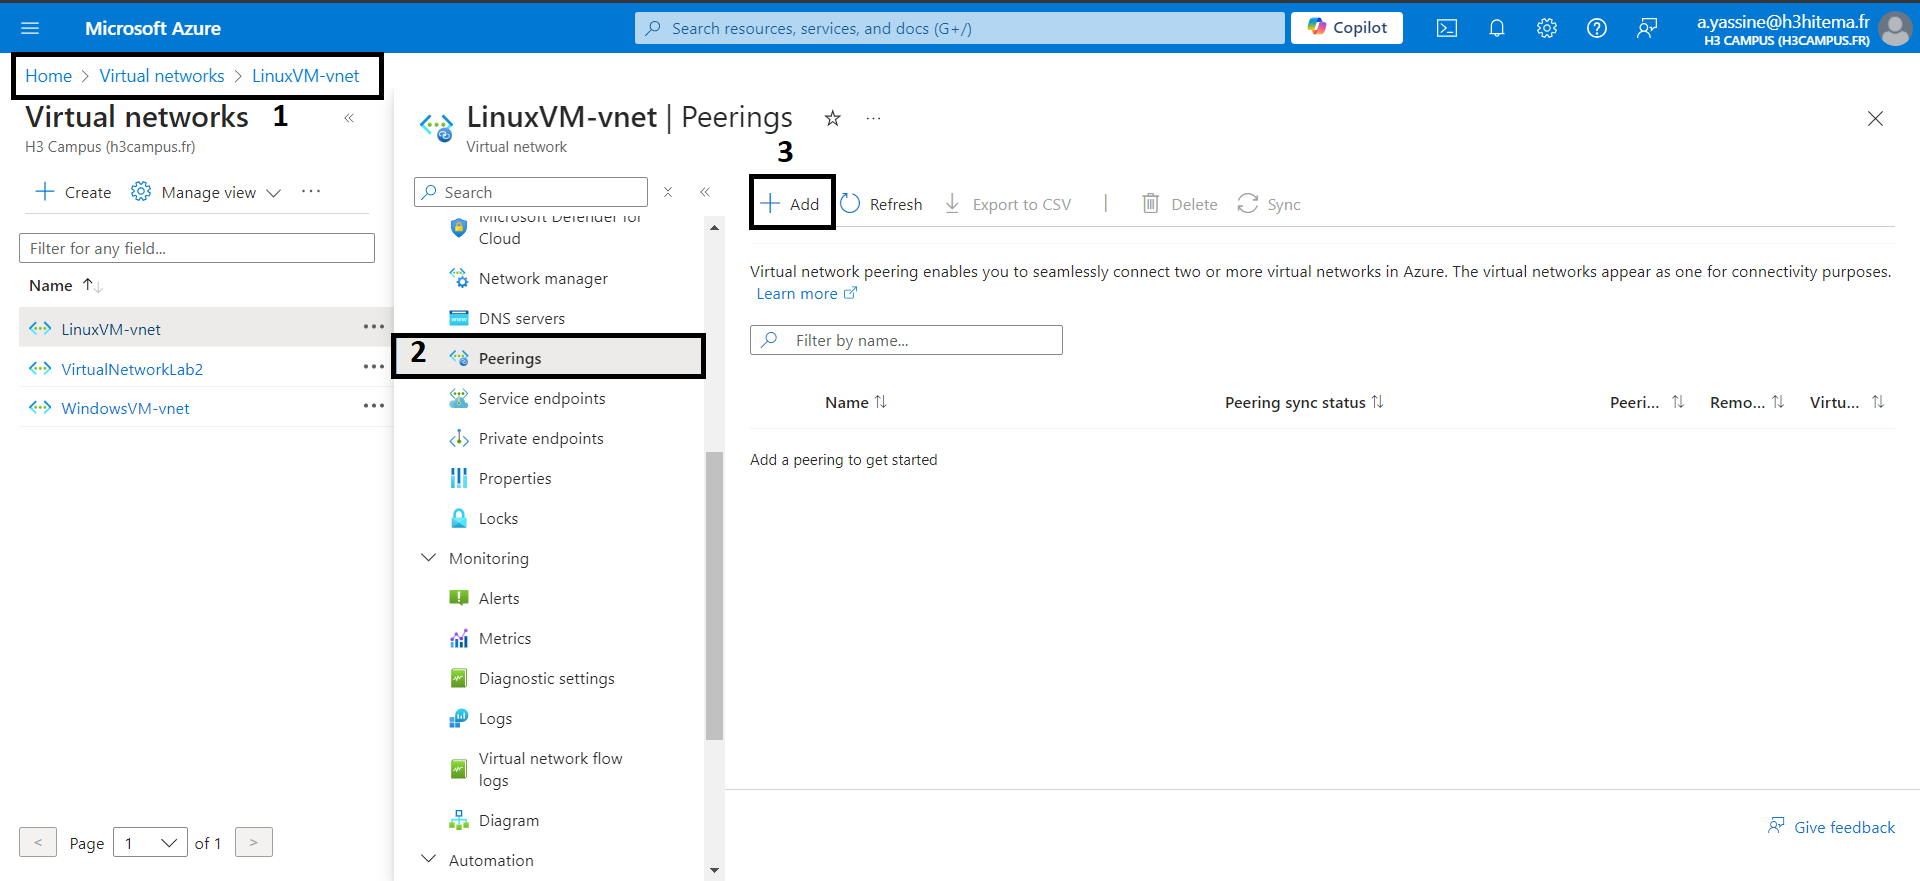 Microsoft Azure
Search resources, services, and docs (G+/)
Copilot
a.yassine@h3hitema.fr
H3 CAMPUS (H3CAMPUS.FR)
Home > Virtual networks > LinuxVM-vnet
Virtual networks 1 «
H3 Campus (h3campus.fr)
+ Create Manage view ...
Filter for any field...
Name ↑↓
LinuxVM-vnet ...
VirtualNetworkLab2 ...
WindowsVM-vnet ...
< Page 1 of 1 >
LinuxVM-vnet | Peerings ☆ ...
Virtual network
Search
Microsoft Defender for
Cloud
Network manager
DNS servers
2 Peerings
Service endpoints
Private endpoints
Properties
Locks
Monitoring
Alerts
Metrics
Diagnostic settings
Logs
Virtual network flow
logs
Diagram
Automation
3
+ Add Refresh Export to CSV | Delete Sync
Virtual network peering enables you to seamlessly connect two or more virtual networks in Azure. The virtual networks appear as one for connectivity purposes.
Learn more
Filter by name...
Name ↑↓ Peering sync status ↑↓ Peeri... ↑↓ Remo... ↑↓ Virtu... ↑↓
Add a peering to get started
Give feedback